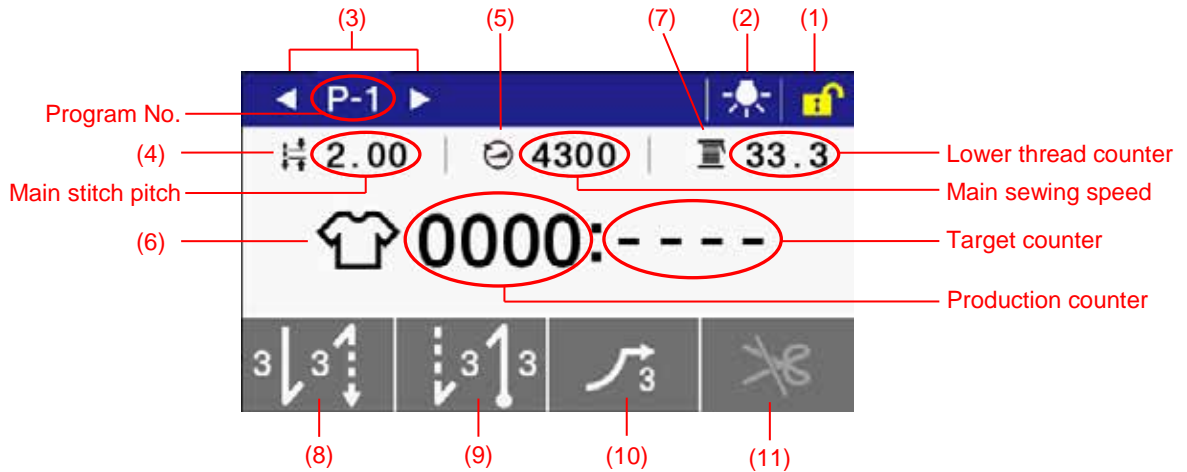 (3) (5) (7) (2) (1)
P-1
Program No.
(4) 2.00 4300 33.3 Lower thread counter
Main stitch pitch Main sewing speed
(6) 0000:---- Target counter
Production counter
3 3 3 3 3
(8) (9) (10) (11)